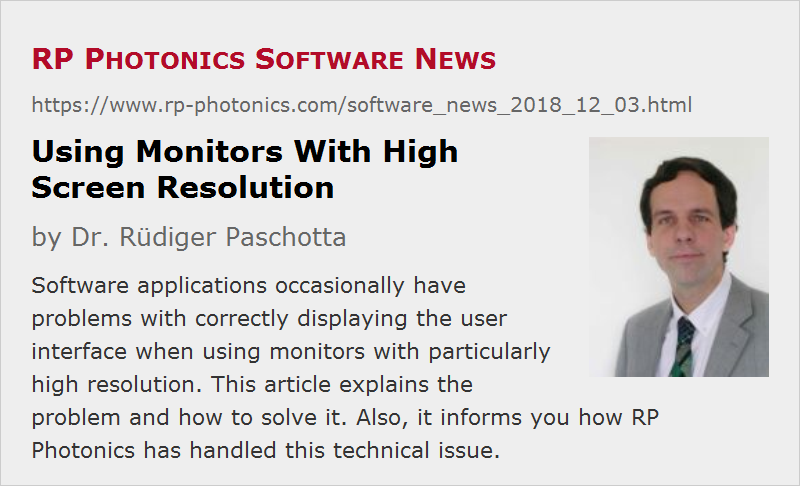 RP Photonics Software News
https://www.rp-photonics.com/software_news_2018_12_03.html
Using Monitors With High
Screen Resolution
by Dr. Rüdiger Paschotta
Software applications occasionally have
problems with correctly displaying the user
interface when using monitors with particularly
high resolution. This article explains the
problem and how to solve it. Also, it informs you how RP
Photonics has handled this technical issue.